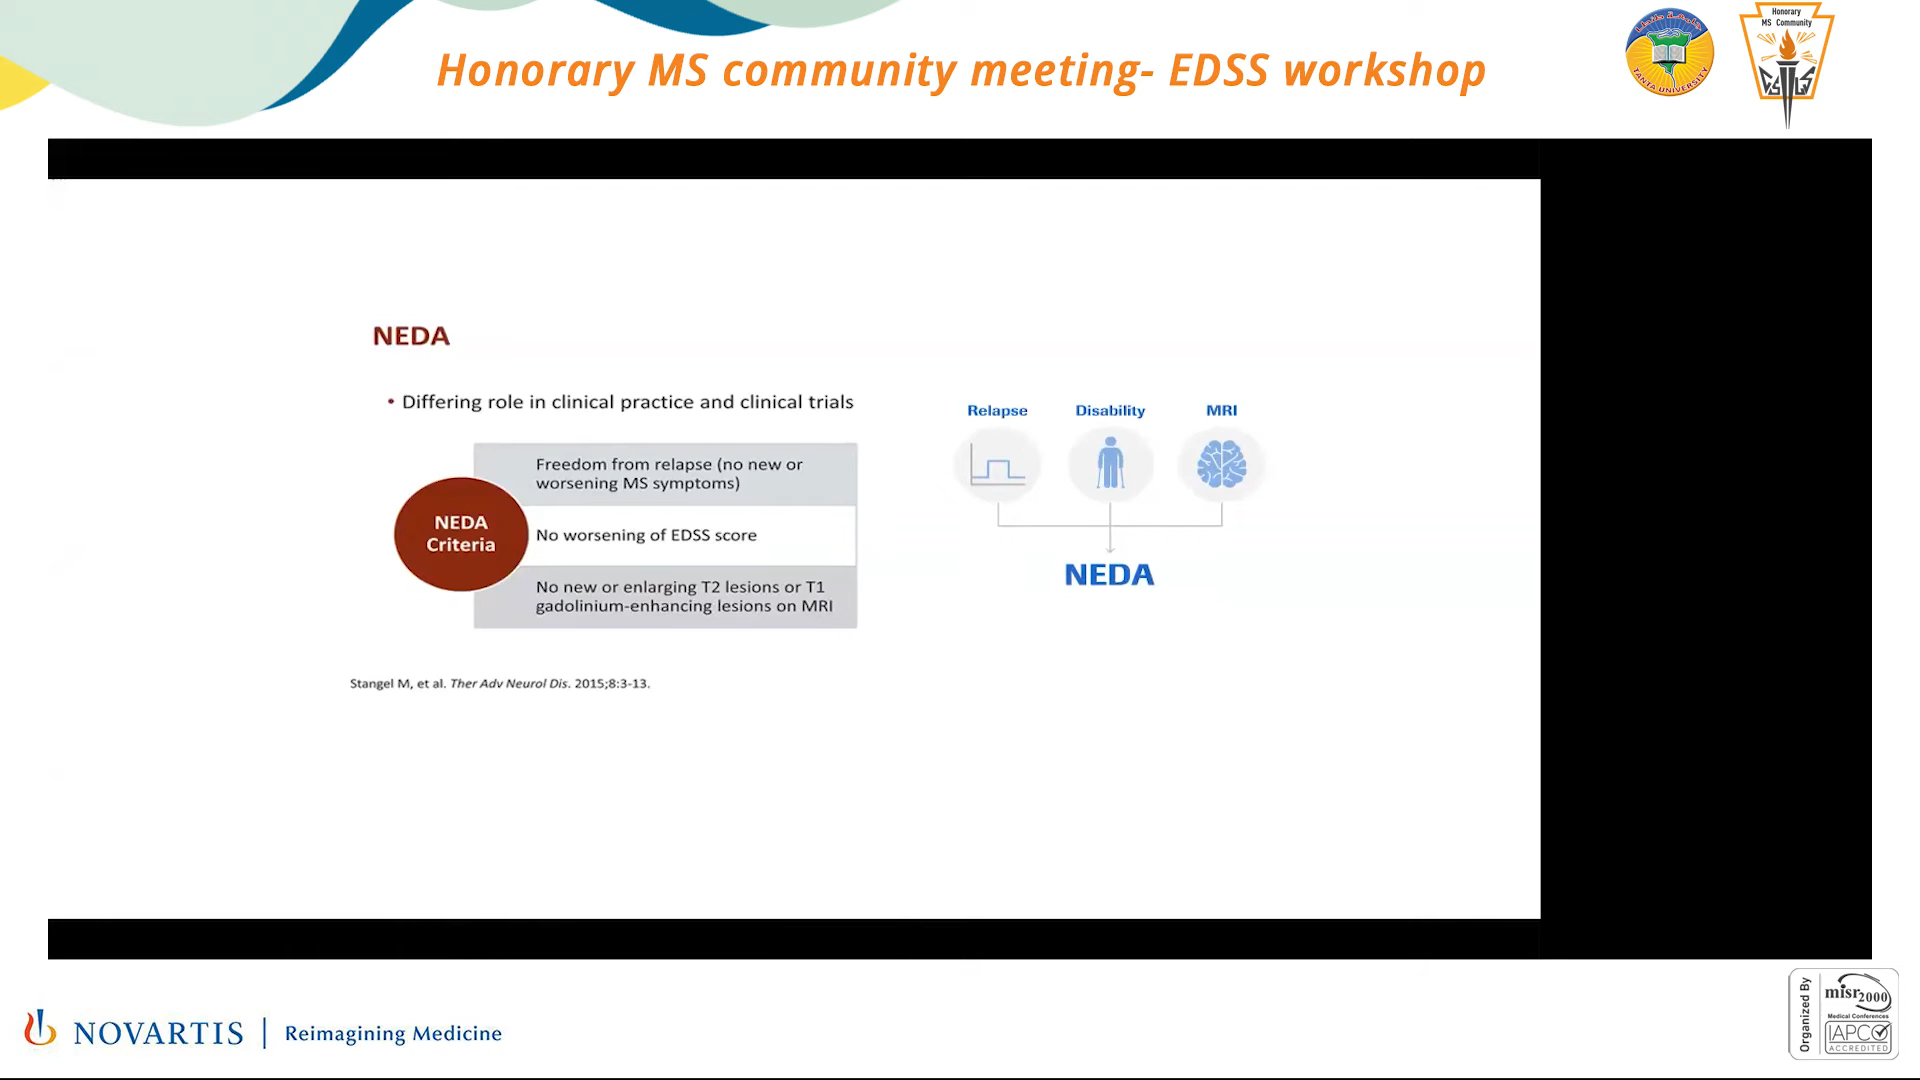 Honorary MS community meeting- EDSS workshop
Honorary
MS Community
TANTA UNIVERSITY
NEDA
• Differing role in clinical practice and clinical trials
NEDA
Criteria
Freedom from relapse (no new or
worsening MS symptoms)
No worsening of EDSS score
No new or enlarging T2 lesions or T1
gadolinium-enhancing lesions on MRI
Relapse
Disability
MRI
NEDA
Stangel M, et al. Ther Adv Neurol Dis. 2015;8:3-13.
NOVARTIS | Reimagining Medicine
Organized By
misr2000
Medical Conferences
IAPCO
ACCREDITED